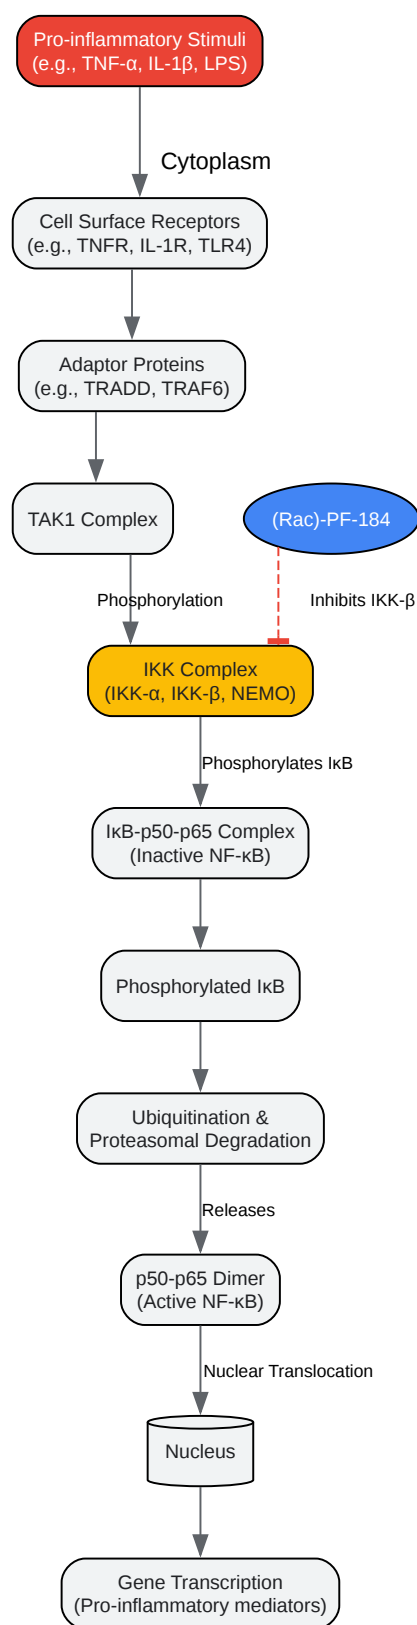 Pro-inflammatory Stimuli
(e.g., TNF-α, IL-1β, LPS)
Cytoplasm
Cell Surface Receptors
(e.g., TNFR, IL-1R, TLR4)
Adaptor Proteins
(e.g., TRADD, TRAF6)
TAK1 Complex
(Rac)-PF-184
Phosphorylation
Inhibits IKK-β
IKK Complex
(IKK-α, IKK-β, NEMO)
Phosphorylates IκB
IκB-p50-p65 Complex
(Inactive NF-κB)
Phosphorylated IκB
Ubiquitination &
Proteasomal Degradation
Releases
p50-p65 Dimer
(Active NF-κB)
Nuclear Translocation
Nucleus
Gene Transcription
(Pro-inflammatory mediators)